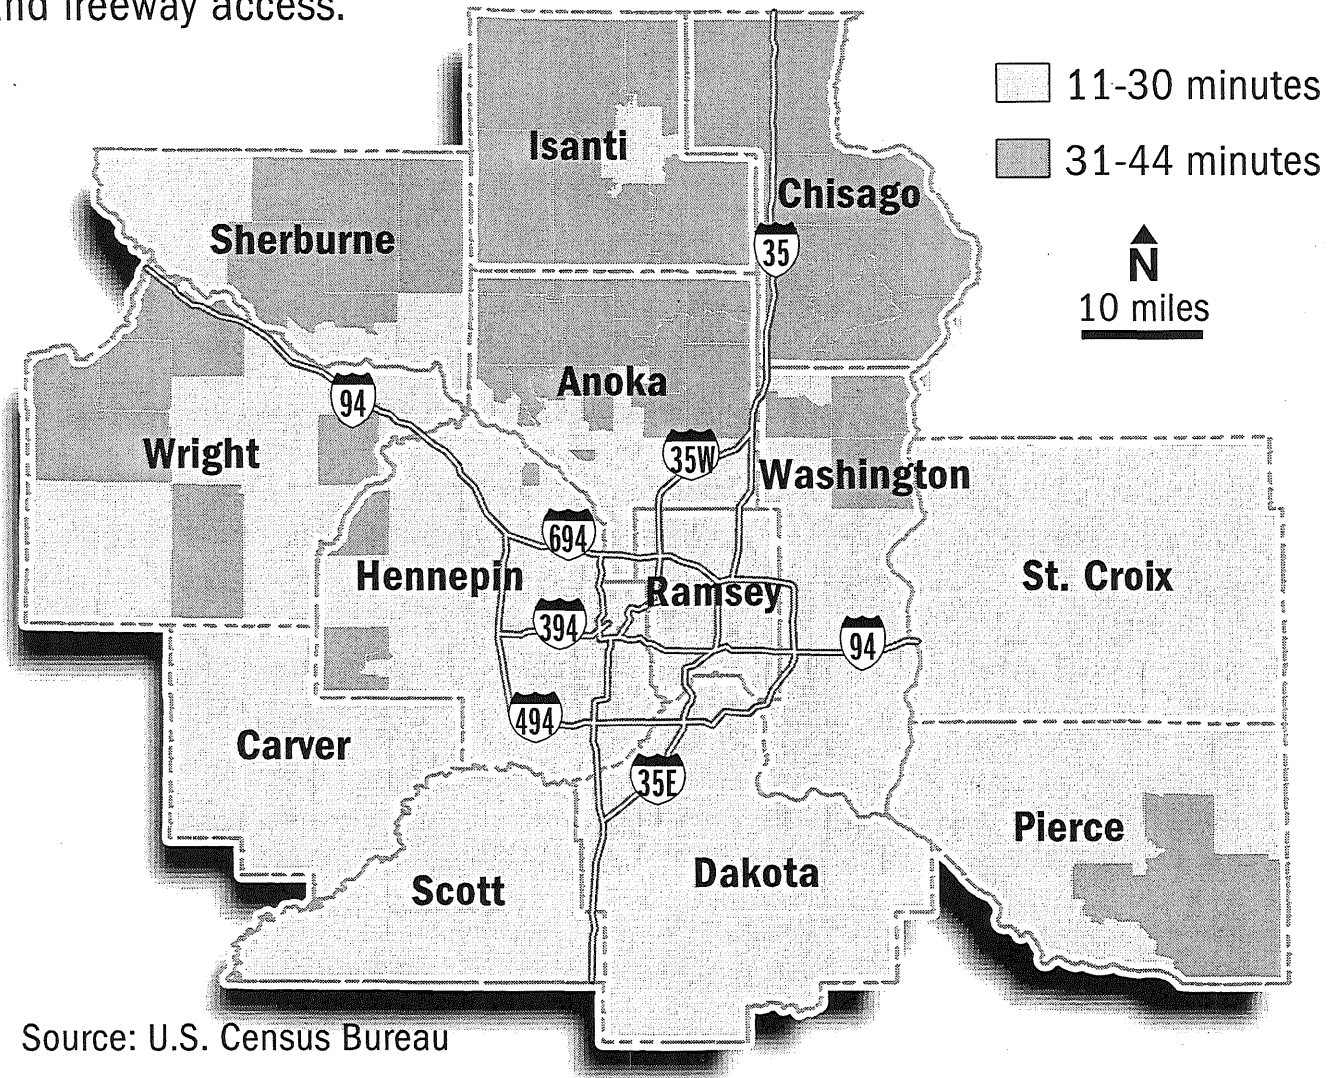 nd freeway access.
11-30 minutes
31-44 minutes
N
10 miles
Isanti
Chisago
Sherburne
35
Anoka
94
Wright
35W
Washington
694
Hennepin
Ramsey
St. Croix
394
94
494
Carver
35E
Pierce
Dakota
Scott
Source: U.S. Census Bureau